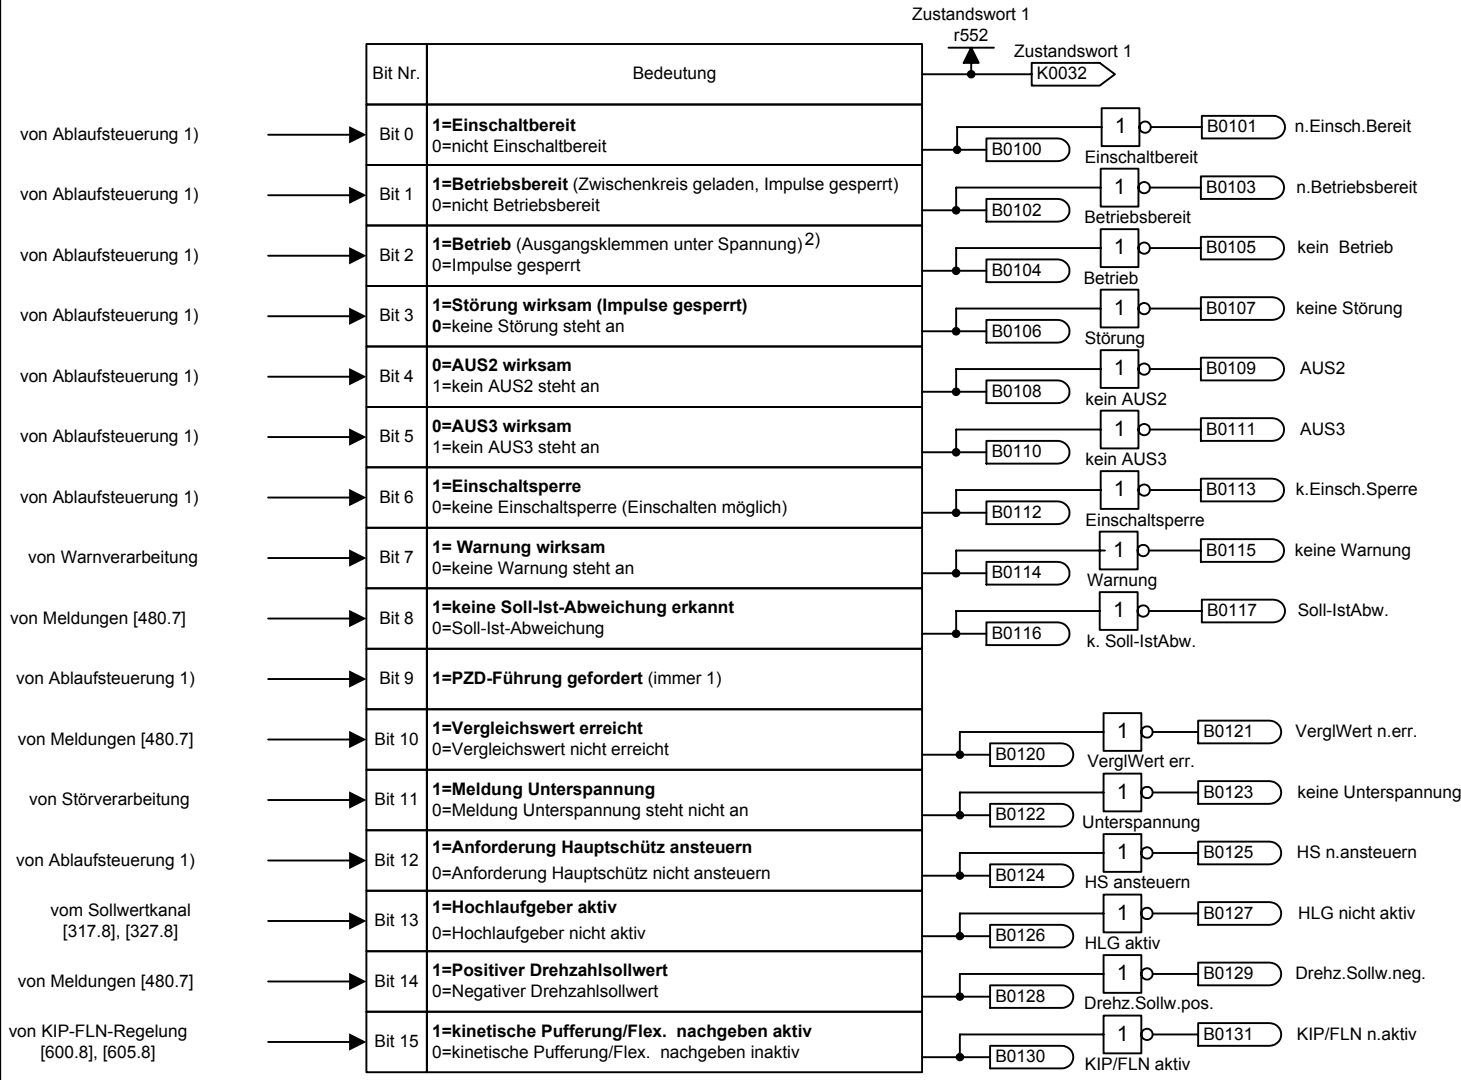 Zustandswort 1
r552
Zustandswort 1
K0032
Bit Nr.
Bedeutung
von Ablaufsteuerung 1)
Bit 0
1=Einschaltbereit
0=nicht Einschaltbereit
B0100
1
Einschaltbereit
B0101
n.Einsch.Bereit
von Ablaufsteuerung 1)
Bit 1
1=Betriebsbereit (Zwischenkreis geladen, Impulse gesperrt)
0=nicht Betriebsbereit
B0102
1
Betriebsbereit
B0103
n.Betriebsbereit
von Ablaufsteuerung 1)
Bit 2
1=Betrieb (Ausgangsklemmen unter Spannung) 2)
0=Impulse gesperrt
B0104
1
Betrieb
B0105
kein Betrieb
von Ablaufsteuerung 1)
Bit 3
1=Störung wirksam (Impulse gesperrt)
0=keine Störung steht an
B0106
1
Störung
B0107
keine Störung
von Ablaufsteuerung 1)
Bit 4
0=AUS2 wirksam
1=kein AUS2 steht an
B0108
1
kein AUS2
B0109
AUS2
von Ablaufsteuerung 1)
Bit 5
0=AUS3 wirksam
1=kein AUS3 steht an
B0110
1
kein AUS3
B0111
AUS3
von Ablaufsteuerung 1)
Bit 6
1=Einschaltsperre
0=keine Einschaltsperre (Einschalten möglich)
B0112
1
Einschaltsperre
B0113
k.Einsch.Sperre
von Warnverarbeitung
Bit 7
1= Warnung wirksam
0=keine Warnung steht an
B0114
1
Warnung
B0115
keine Warnung
von Meldungen [480.7]
Bit 8
1=keine Soll-Ist-Abweichung erkannt
0=Soll-Ist-Abweichung
B0116
1
k. Soll-IstAbw.
B0117
Soll-IstAbw.
von Ablaufsteuerung 1)
Bit 9
1=PZD-Führung gefordert (immer 1)
von Meldungen [480.7]
Bit 10
1=Vergleichswert erreicht
0=Vergleichswert nicht erreicht
B0120
1
VerglWert err.
B0121
VerglWert n.err.
von Störverarbeitung
Bit 11
1=Meldung Unterspannung
0=Meldung Unterspannung steht nicht an
B0122
1
Unterspannung
B0123
keine Unterspannung
von Ablaufsteuerung 1)
Bit 12
1=Anforderung Hauptschütz ansteuern
0=Anforderung Hauptschütz nicht ansteuern
B0124
1
HS ansteuern
B0125
HS n.ansteuern
vom Sollwertkanal
[317.8], [327.8]
Bit 13
1=Hochlaufgeber aktiv
0=Hochlaufgeber nicht aktiv
B0126
1
HLG aktiv
B0127
HLG nicht aktiv
von Meldungen [480.7]
Bit 14
1=Positiver Drehzahlsollwert
0=Negativer Drehzahlsollwert
B0128
1
Drehz.Sollw.pos.
B0129
Drehz.Sollw.neg.
von KIP-FLN-Regelung
[600.8], [605.8]
Bit 15
1=kinetische Pufferung/Flex. nachgeben aktiv
0=kinetische Pufferung/Flex. nachgeben inaktiv
B0130
1
KIP/FLN aktiv
B0131
KIP/FLN n.aktiv